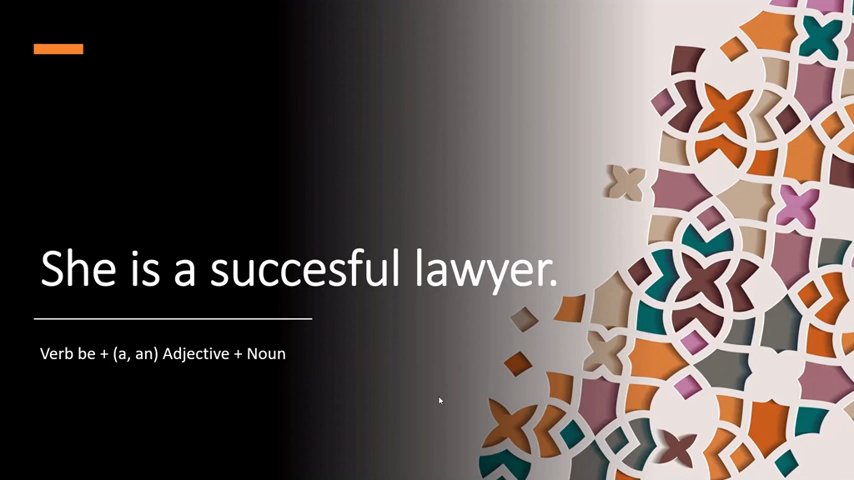 She is a succesful lawyer.
Verb be + (a, an) Adjective + Noun